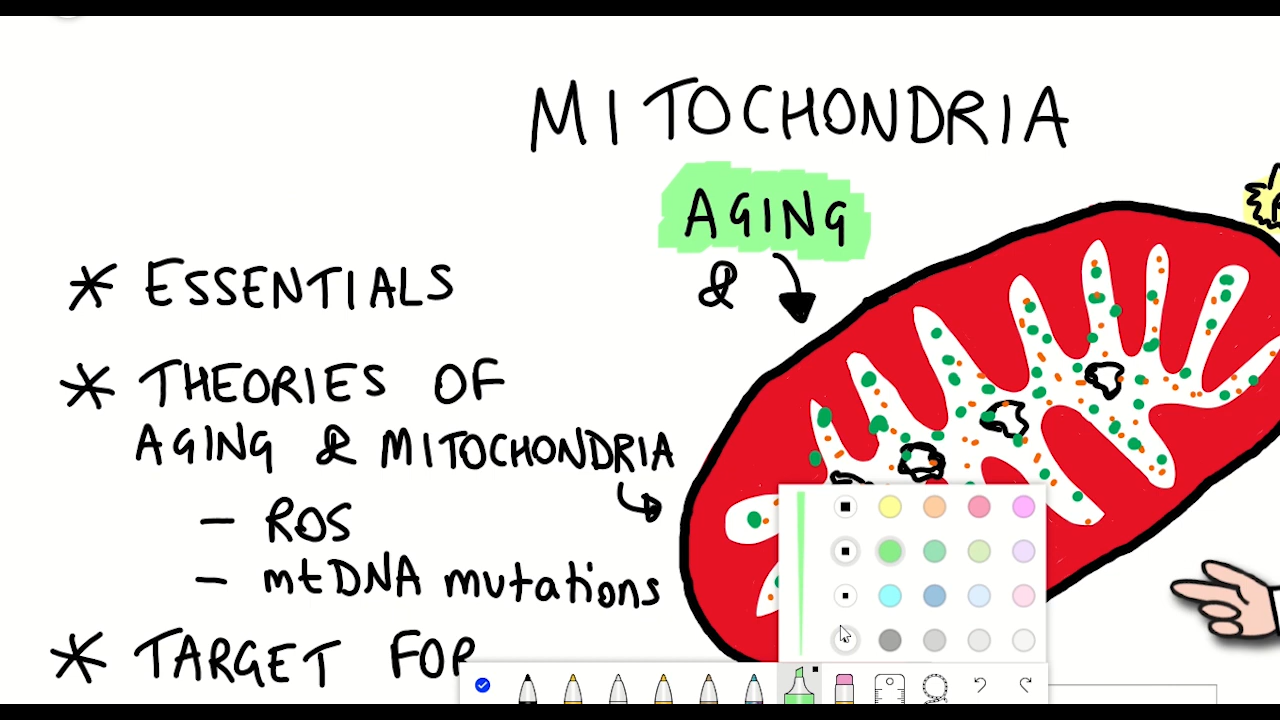 MITOCHONDRIA
AGING
&
* ESSENTIALS
* THEORIES OF
AGING & MITOCHONDRIA
- ROS
- mtDNA mutations
* TARGET FOR